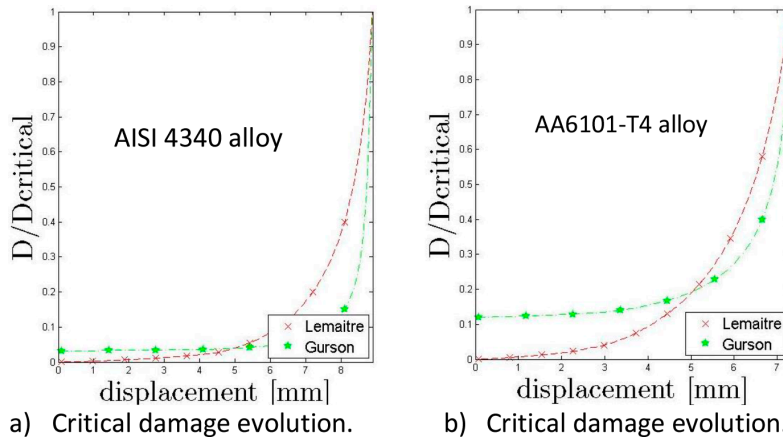 1
0.9
0.8
0.7
0.6
0.5
0.4
0.3
0.2
0.1
0
D/Dcritical
AISI 4340 alloy
Lemaitre
Gurson
0 1 2 3 4 5 6 7 8
displacement [mm]
a) Critical damage evolution.
1
0.9
0.8
0.7
0.6
0.5
0.4
0.3
0.2
0.1
0
D/Dcritical
AA6101-T4 alloy
Lemaitre
Gurson
0 1 2 3 4 5 6 7
displacement [mm]
b) Critical damage evolution